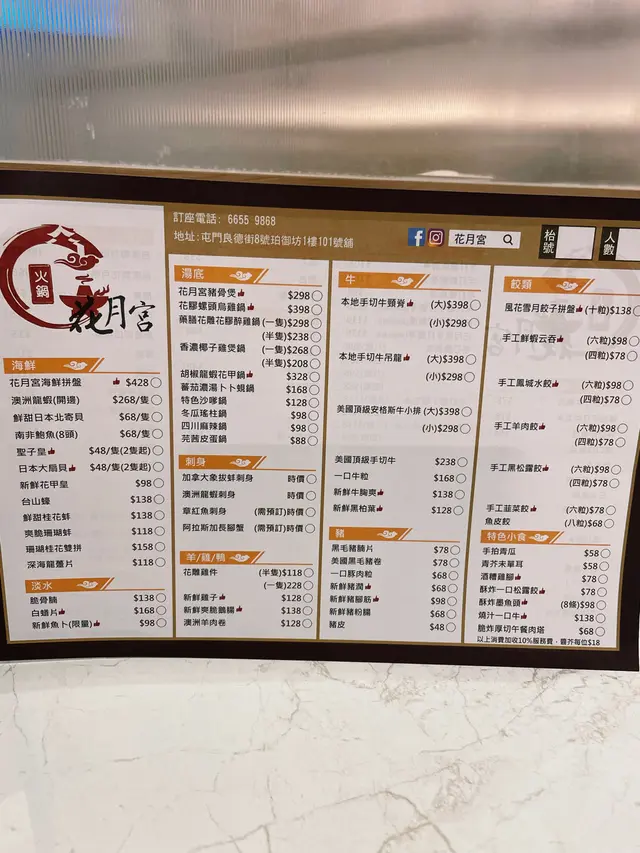 訂座電話: 6655 9868
地址:屯門良德街8號珀御坊1樓101號舖
花月宮
枱號
人數
火鍋
花月宮
海鮮
花月宮海鮮拼盤 $428
澳洲龍蝦(開邊) $268/隻
鮮甜日本北寄貝 $68/隻
南非鮑魚(8頭) $68/隻
聖子皇 $48/隻(2隻起)
日本大扇貝 $48/隻(2隻起)
新鮮花甲皇 $98
台山蠔 $138
鮮甜桂花蚌 $138
爽脆珊瑚蚌 $118
珊瑚桂花雙拼 $158
深海龍躉片 $118
淡水
脆骨腩 $138
白鱔片 $168
新鮮魚卜(限量) $98
湯底
花月宮豬骨煲 $298
花膠螺頭烏雞鍋 $398
藥膳花雕花膠醉雞鍋 (一隻)$298
(半隻)$238
香濃椰子雞煲鍋 (一隻)$268
(半隻)$208
胡椒龍蝦花甲鍋 $328
蕃茄濃湯卜卜蜆鍋 $168
特色沙嗲鍋 $128
冬瓜瑤柱鍋 $98
四川麻辣鍋 $98
芫茜皮蛋鍋 $88
刺身
加拿大象拔蚌刺身 時價
澳洲龍蝦刺身 時價
章紅魚刺身 (需預訂)時價
阿拉斯加長腳蟹 (需預訂)時價
羊/雞/鴨
花雕雞件 (半隻)$118
(一隻)228
新鮮雞子 $128
新鮮爽脆鵝腸 $138
澳洲羊肉卷 $128
牛
本地手切牛頸脊 (大)$398
(小)$298
本地手切牛吊龍 (大)$398
(小)$298
美國頂級安格斯牛小排 (大)$398
(小)$298
美國頂級手切牛 $238
一口牛粒 $168
新鮮牛胸爽 $138
新鮮黑柏葉 $128
豬
黑毛豬腩片 $78
美國黑毛豬卷 $78
一口豚肉粒 $68
新鮮豬潤 $68
新鮮豬腳筋 $98
新鮮豬粉腸 $68
豬皮 $48
餃類
風花雪月餃子拼盤 (十粒)$138
手工鮮蝦云吞 (六粒)$98
(四粒)$78
手工鳳城水餃 (六粒)$98
(四粒)$78
手工羊肉餃 (六粒)$98
(四粒)$78
手工黑松露餃 (六粒)$98
(四粒)$78
手工韮菜餃 (六粒)$78
魚皮餃 (八粒)$68
特色小食
手拍青瓜 $58
青芥末單耳 $58
酒糟雞腳 $78
酥炸一口松露餃 $78
酥炸墨魚頭 (8條)$98
燒汁一口牛 $138
脆炸厚切午餐肉塔 $68
以上消費加收10%服務費，醬芥每位$18